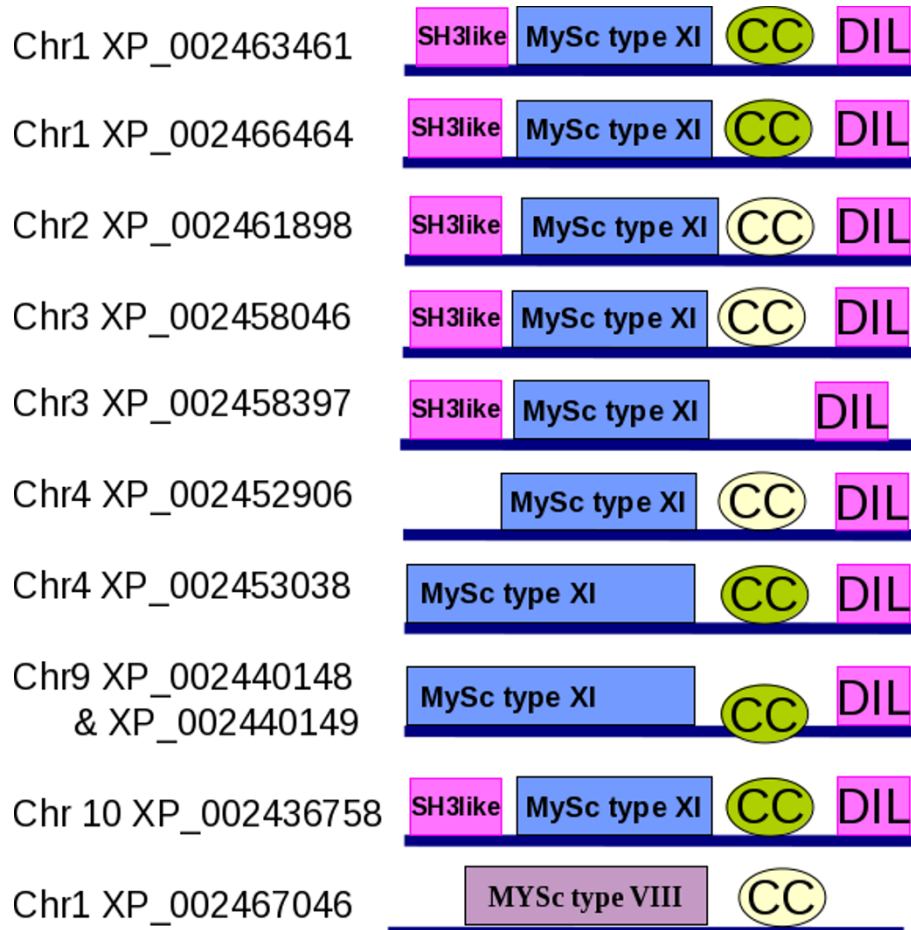 Chr1 XP_002463461 SH3like MySc type XI CC DIL
Chr1 XP_002466464 SH3like MySc type XI CC DIL
Chr2 XP_002461898 SH3like MySc type XI CC DIL
Chr3 XP_002458046 SH3like MySc type XI CC DIL
Chr3 XP_002458397 SH3like MySc type XI DIL
Chr4 XP_002452906 MySc type XI CC DIL
Chr4 XP_002453038 MySc type XI CC DIL
Chr9 XP_002440148 MySc type XI CC DIL
& XP_002440149
Chr 10 XP_002436758 SH3like MySc type XI CC DIL
Chr1 XP_002467046 MYSc type VIII CC